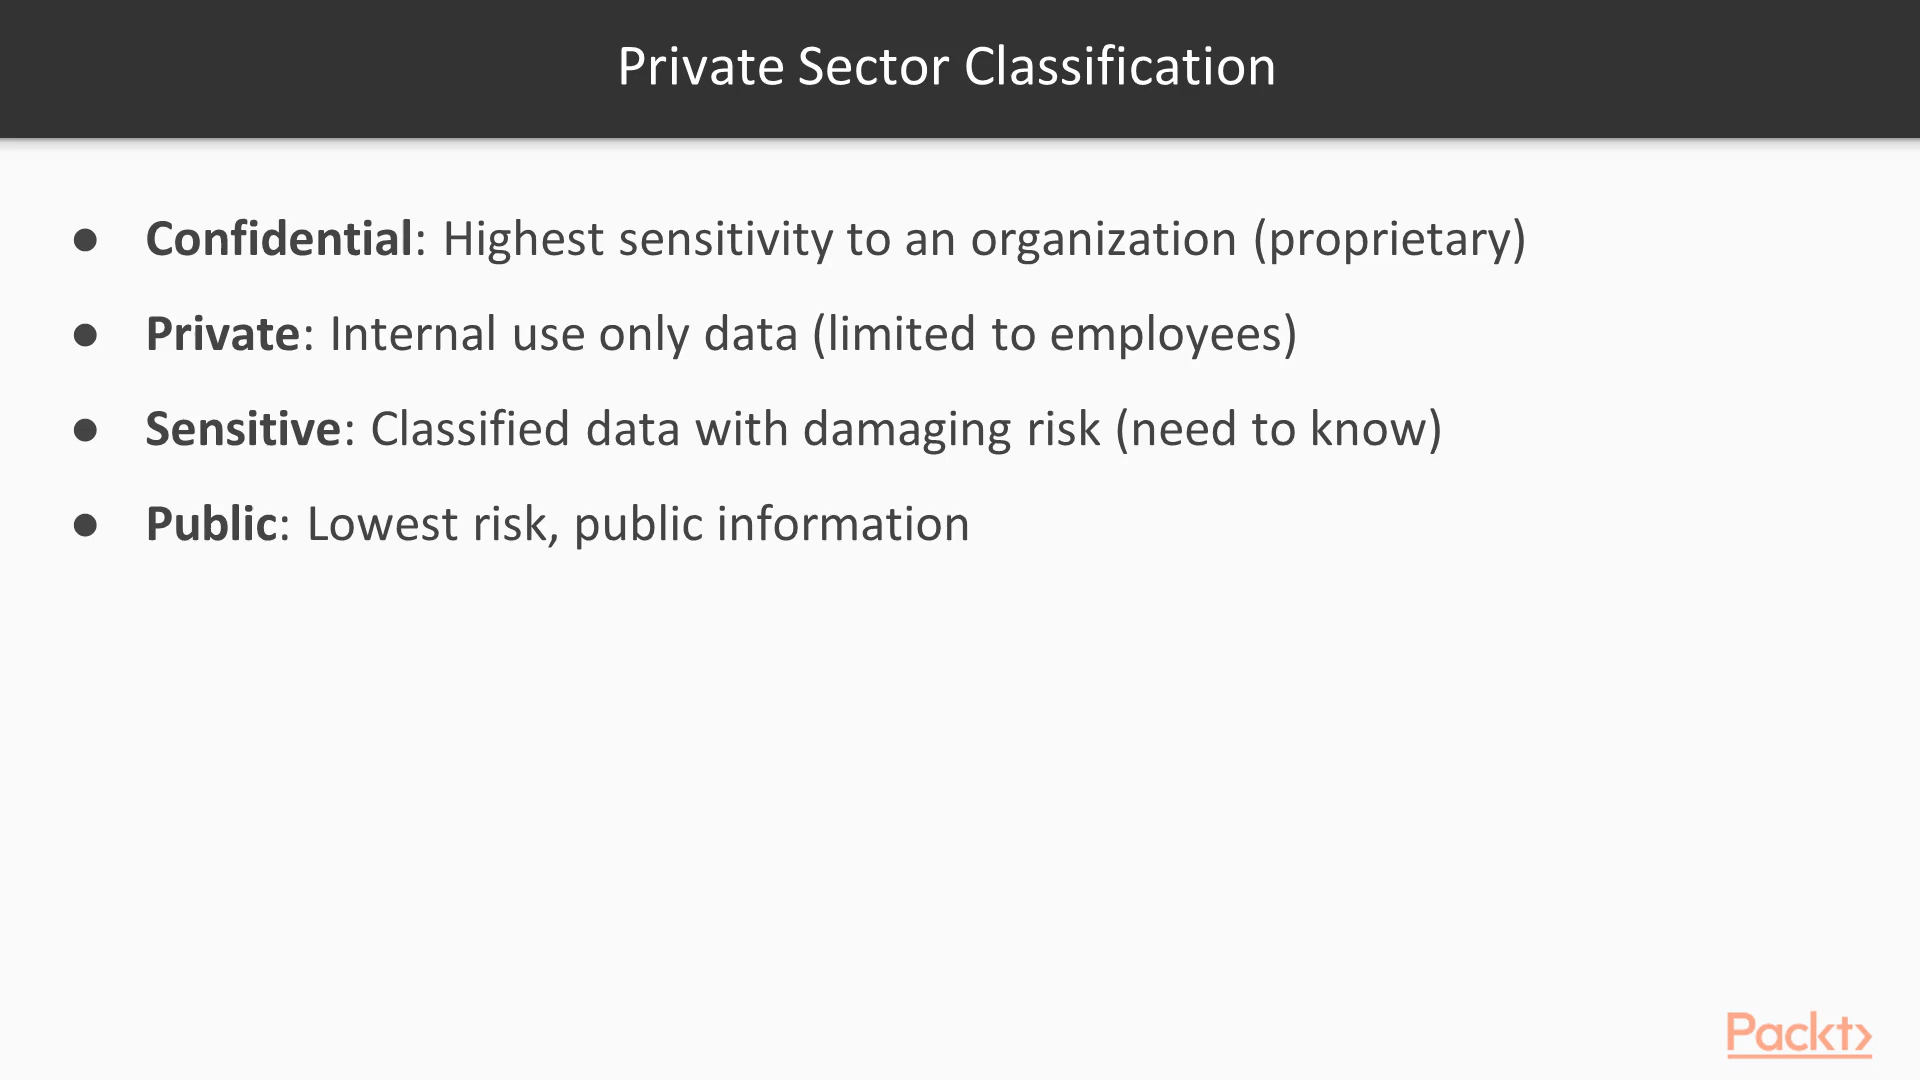 Private Sector Classification
● Confidential: Highest sensitivity to an organization (proprietary)
● Private: Internal use only data (limited to employees)
● Sensitive: Classified data with damaging risk (need to know)
● Public: Lowest risk, public information
Packt>